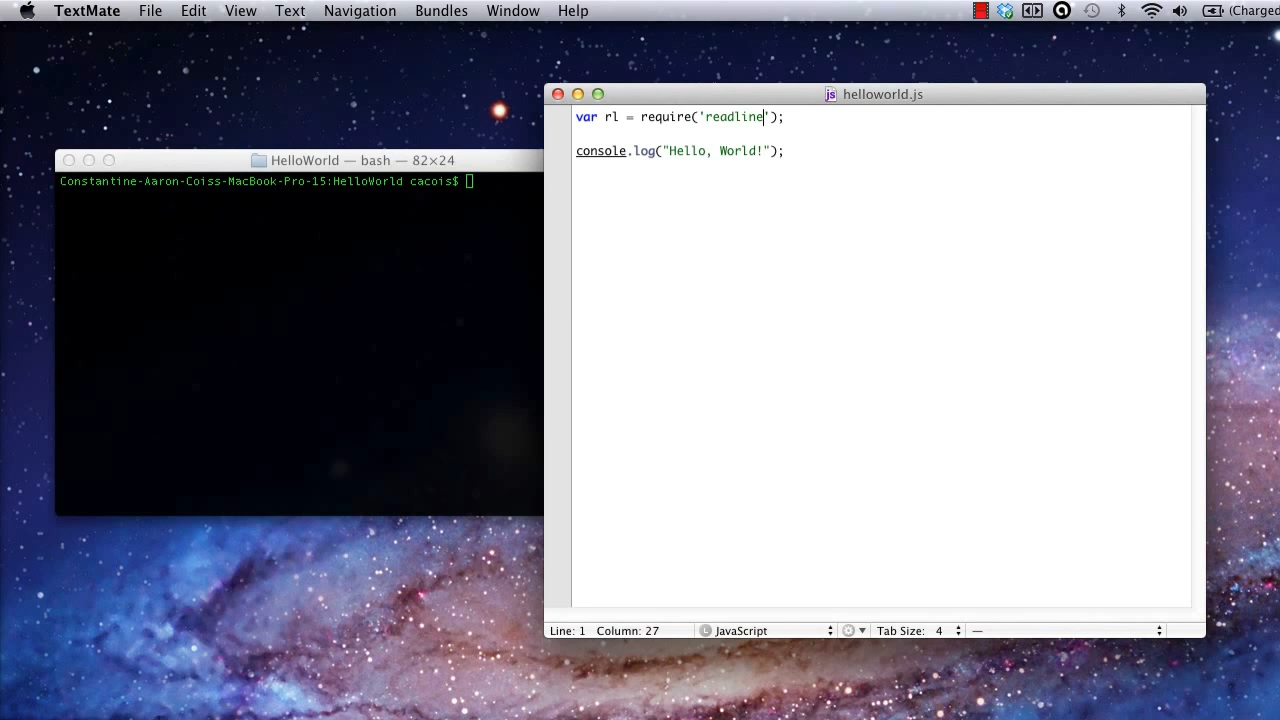 TextMate File Edit View Text Navigation Bundles Window Help (Charged
helloworld.js
var rl = require('readline');
console.log("Hello, World!");
HelloWorld — bash — 82×24
Constantine-Aaron-Coiss-MacBook-Pro-15:HelloWorld cacois$
Line: 1 Column: 27 L JavaScript Tab Size: 4 —